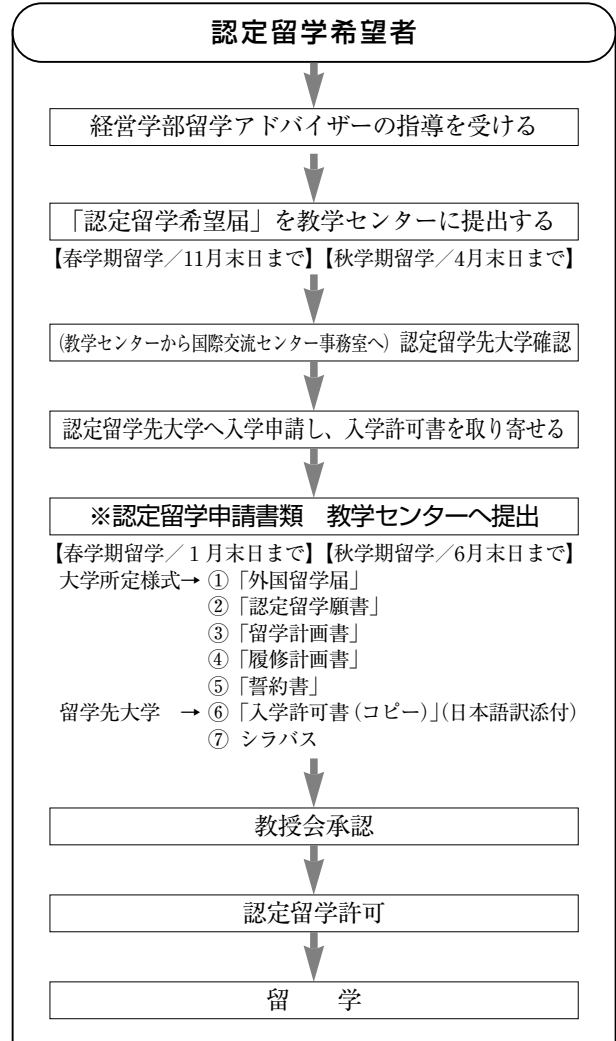 認定留学希望者
経営学部留学アドバイザーの指導を受ける
「認定留学希望届」を教学センターに提出する
【春学期留学／11月末日まで】【秋学期留学／4月末日まで】
(教学センターから国際交流センター事務室へ) 認定留学先大学確認
認定留学先大学へ入学申請し、入学許可書を取り寄せる
※認定留学申請書類　教学センターへ提出
【春学期留学／１月末日まで】【秋学期留学／6月末日まで】
大学所定様式→ ①「外国留学届」
②「認定留学願書」
③「留学計画書」
④「履修計画書」
⑤「誓約書」
留学先大学　→ ⑥「入学許可書 (コピー)」(日本語訳添付)
⑦ シラバス
教授会承認
認定留学許可
留　　学